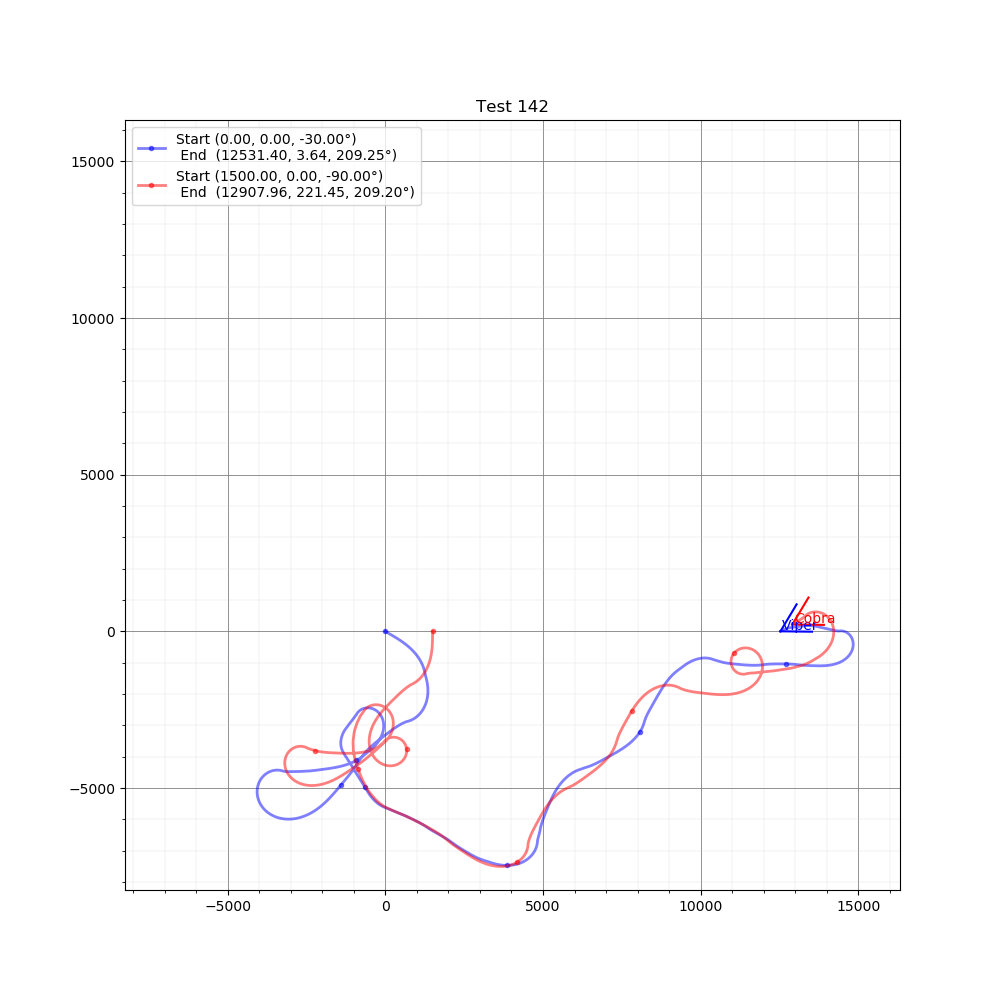 Test 142
Start (0.00, 0.00, -30.00°)
End (12531.40, 3.64, 209.25°)
Start (1500.00, 0.00, -90.00°)
End (12907.96, 221.45, 209.20°)
15000
10000
5000
0
−5000
Cobra
Viper
−5000
0
5000
10000
15000